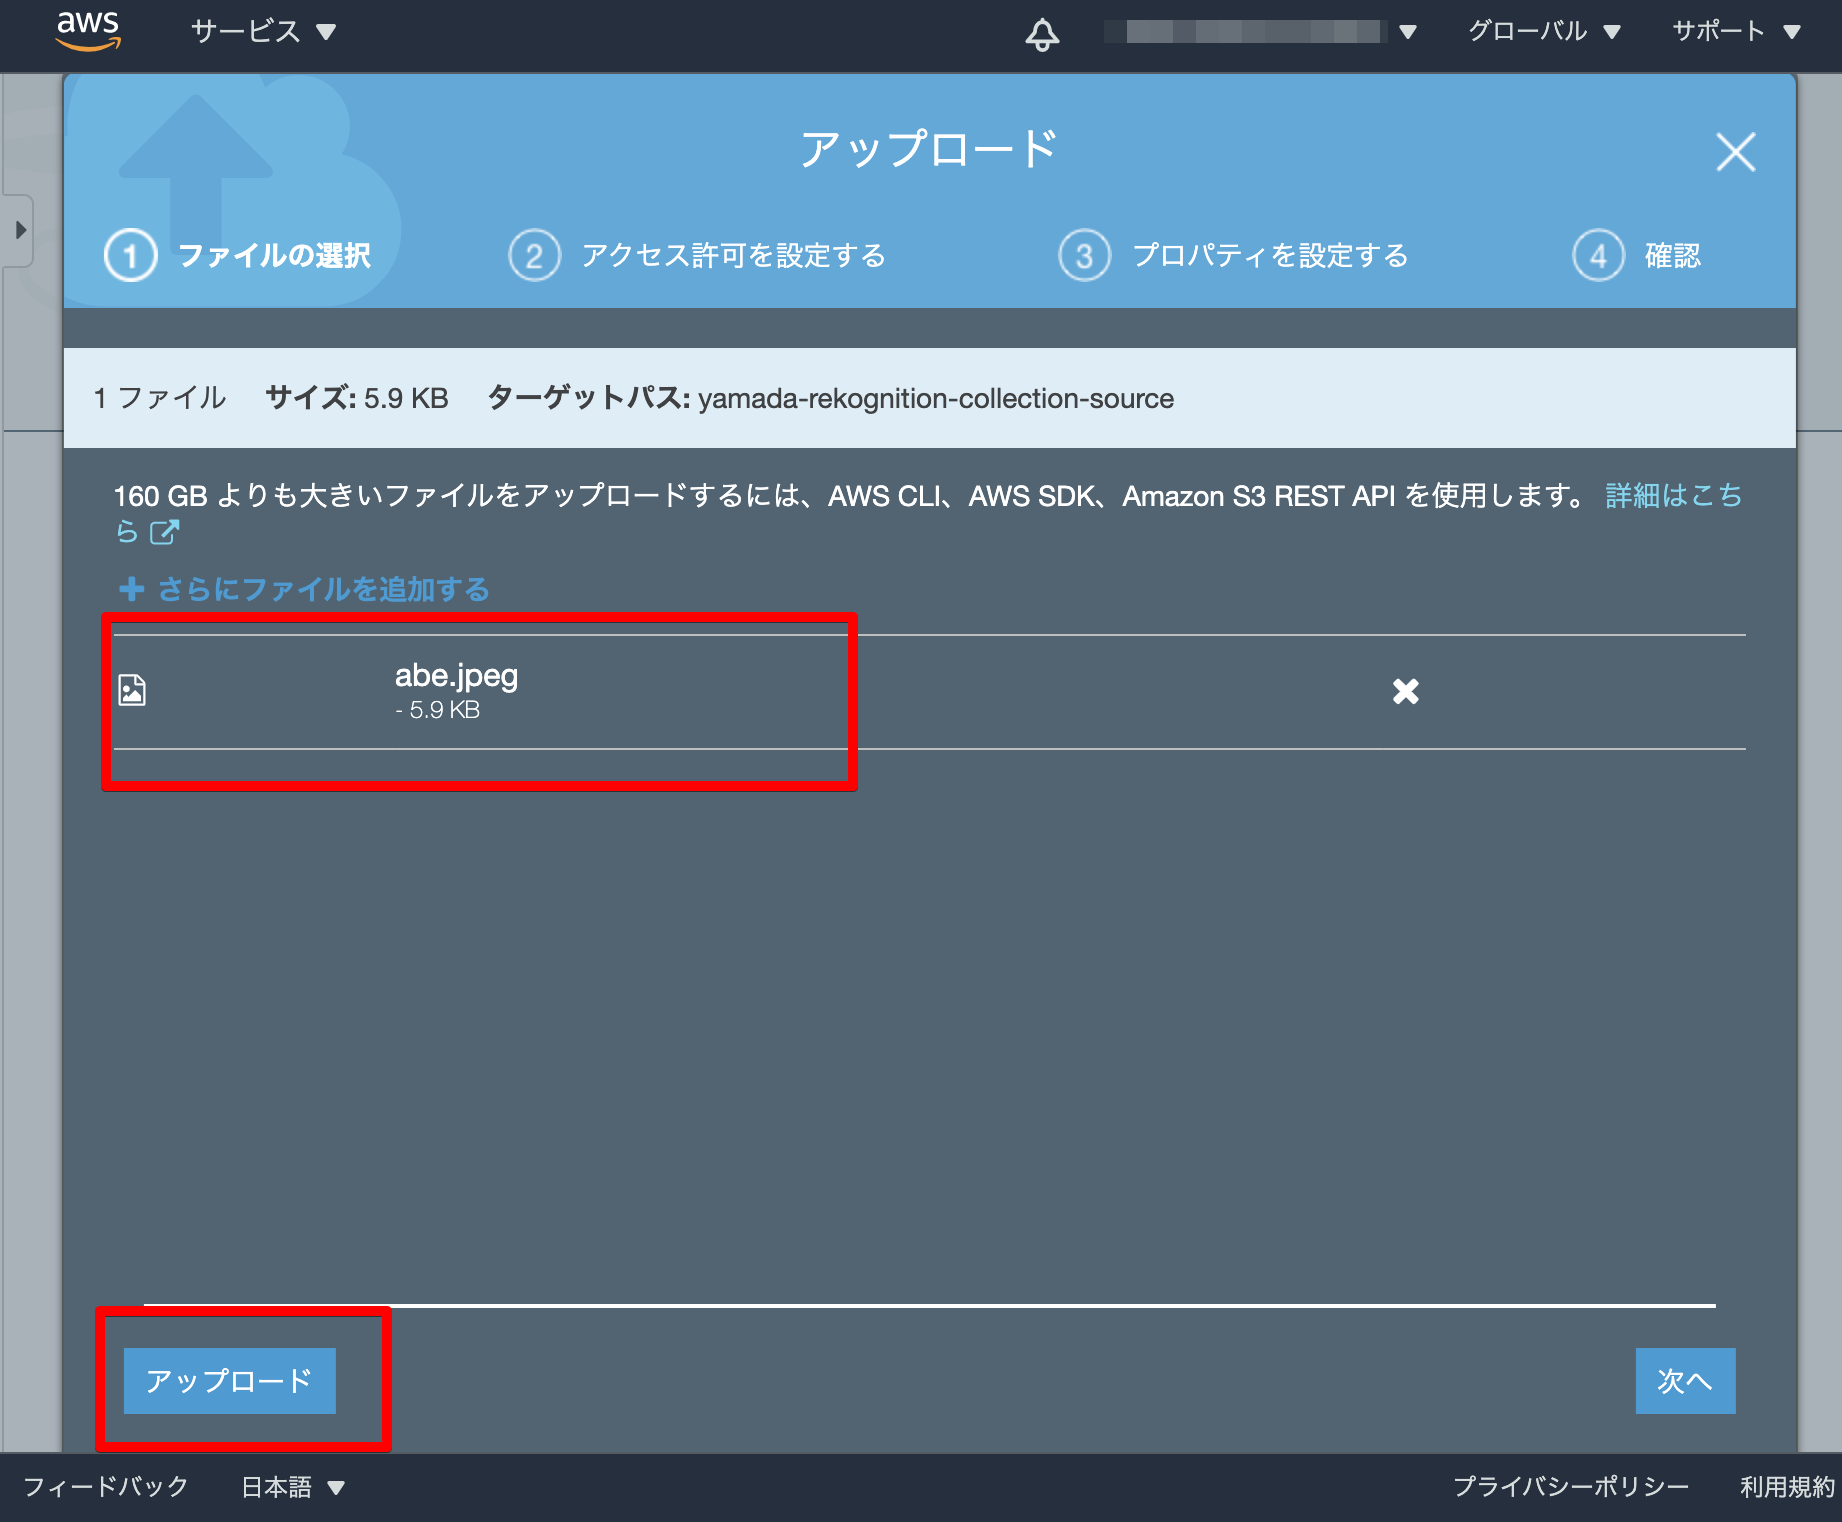 aws サービス グローバル サポート
アップロード
1 ファイルの選択 2 アクセス許可を設定する 3 プロパティを設定する 4 確認
1 ファイル サイズ: 5.9 KB ターゲットパス: yamada-rekognition-collection-source
160 GB よりも大きいファイルをアップロードするには、AWS CLI、AWS SDK、Amazon S3 REST API を使用します。 詳細はこち
ら
さらにファイルを追加する
abe.jpeg
- 5.9 KB
アップロード 次へ
フィードバック 日本語 プライバシーポリシー 利用規約